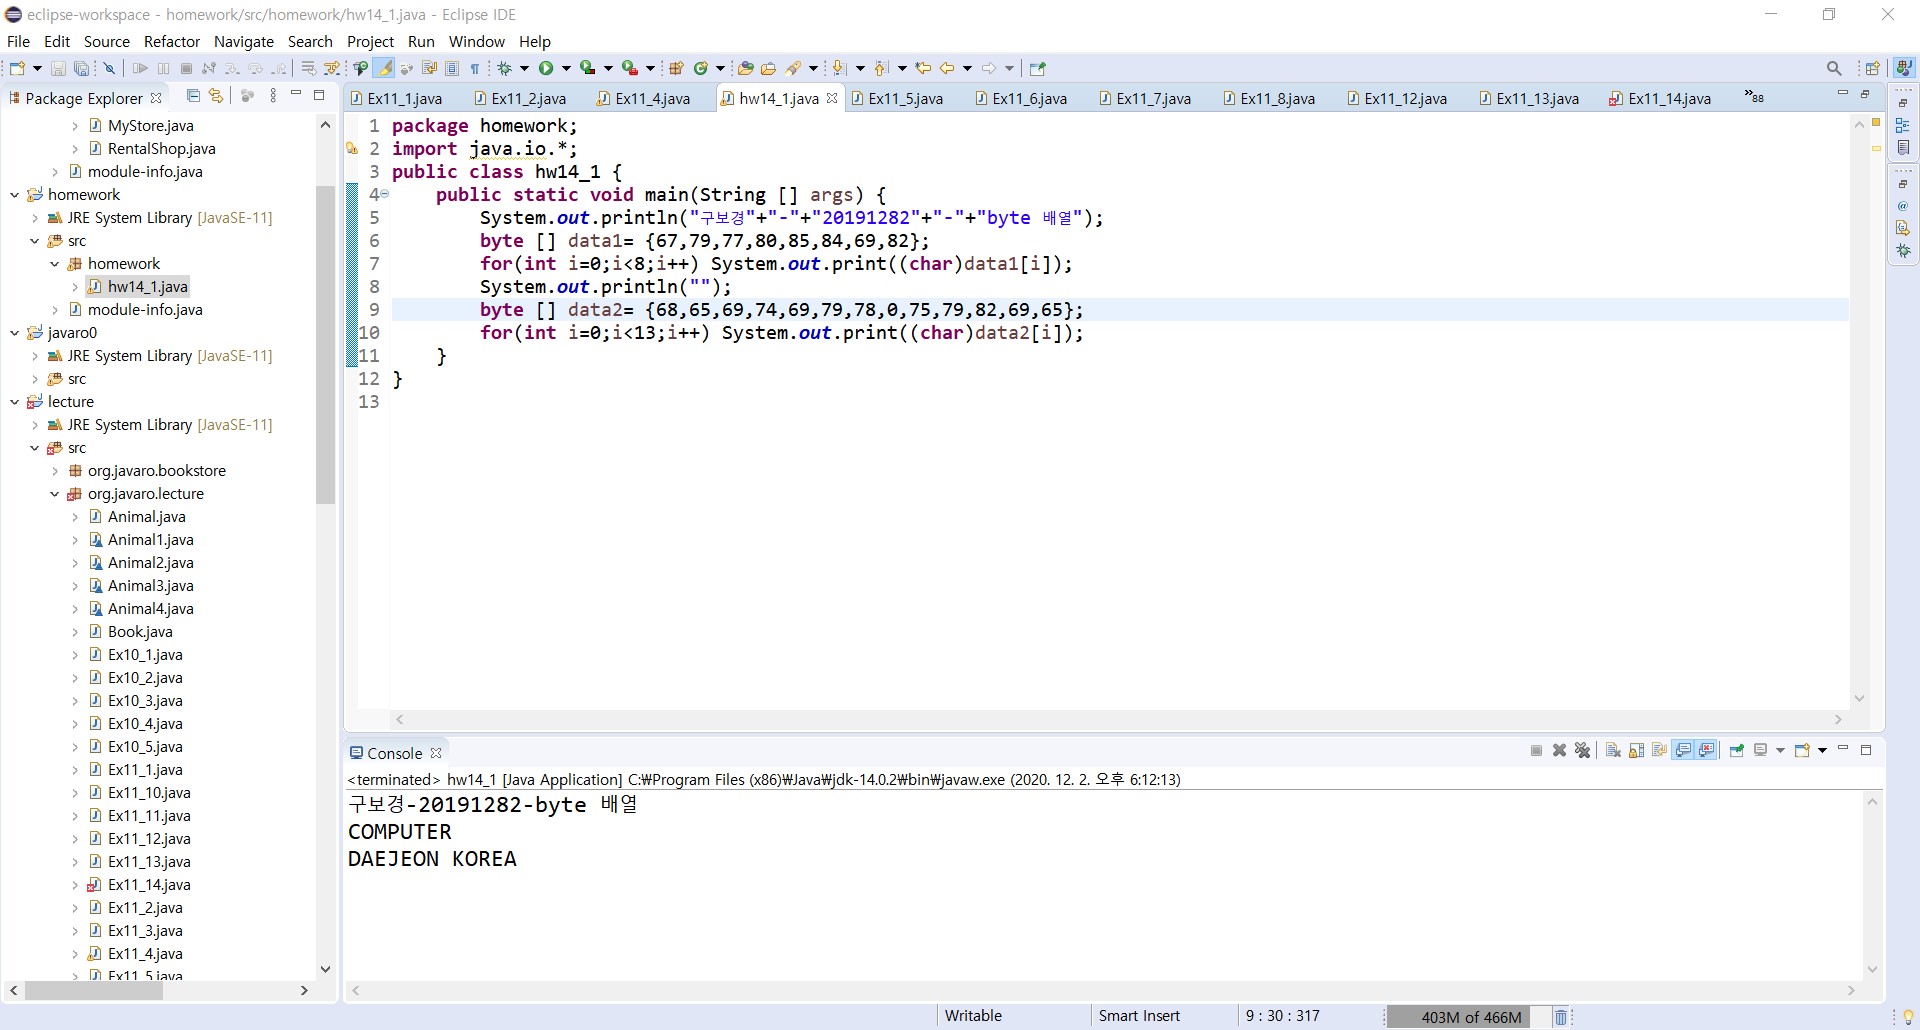 eclipse-workspace - homework/src/homework/hw14_1.java - Eclipse IDE
File Edit Source Refactor Navigate Search Project Run Window Help
Package Explorer
MyStore.java
RentalShop.java
module-info.java
homework
JRE System Library [JavaSE-11]
src
homework
hw14_1.java
module-info.java
javaro0
JRE System Library [JavaSE-11]
src
lecture
JRE System Library [JavaSE-11]
src
org.javaro.bookstore
org.javaro.lecture
Animal.java
Animal1.java
Animal2.java
Animal3.java
Animal4.java
Book.java
Ex10_1.java
Ex10_2.java
Ex10_3.java
Ex10_4.java
Ex10_5.java
Ex11_1.java
Ex11_10.java
Ex11_11.java
Ex11_12.java
Ex11_13.java
Ex11_14.java
Ex11_2.java
Ex11_3.java
Ex11_4.java
Ex11_5.java
Ex11_1.java Ex11_2.java Ex11_4.java hw14_1.java Ex11_5.java Ex11_6.java Ex11_7.java Ex11_8.java Ex11_12.java Ex11_13.java Ex11_14.java »88
1 package homework;
2 import java.io.*;
3 public class hw14_1 {
4 public static void main(String [] args) {
5 System.out.println("구보경"+"-"+"20191282"+"-"+"byte 배열");
6 byte [] data1= {67,79,77,80,85,84,69,82};
7 for(int i=0;i<8;i++) System.out.print((char)data1[i]);
8 System.out.println("");
9 byte [] data2= {68,65,69,74,69,79,78,0,75,79,82,69,65};
10 for(int i=0;i<13;i++) System.out.print((char)data2[i]);
11 }
12 }
13
Console
<terminated> hw14_1 [Java Application] C:₩Program Files (x86)₩Java₩jdk-14.0.2₩bin₩javaw.exe (2020. 12. 2. 오후 6:12:13)
구보경-20191282-byte 배열
COMPUTER
DAEJEON KOREA
Writable Smart Insert 9 : 30 : 317 403M of 466M